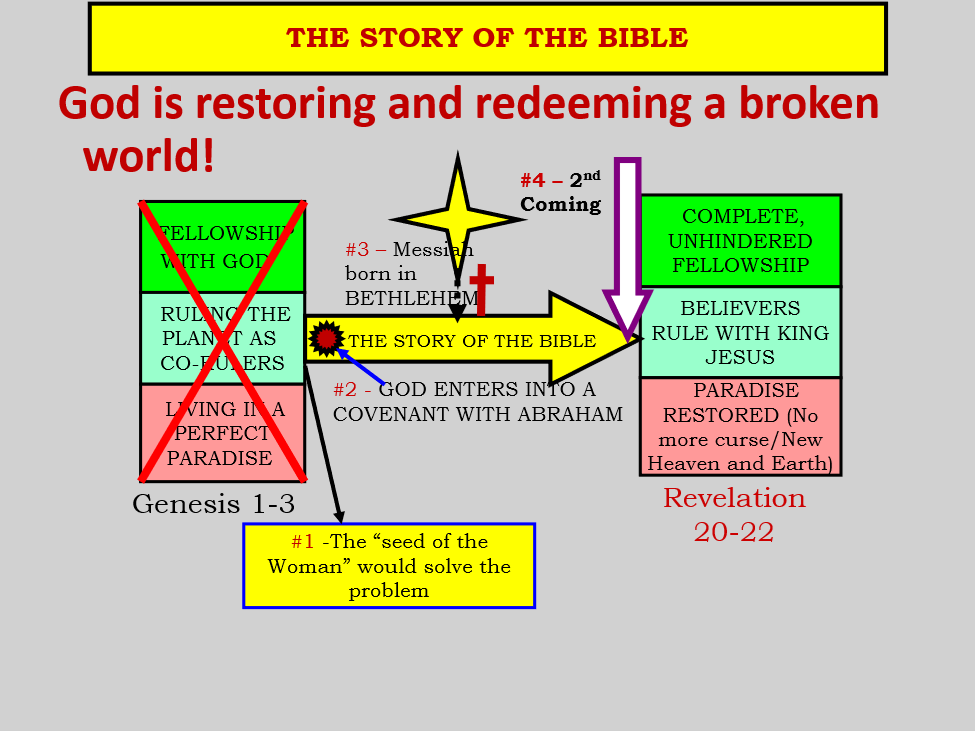 THE STORY OF THE BIBLE
God is restoring and redeeming a broken
world!
#4 – 2nd
Coming
FELLOWSHIP
WITH GOD
RULING THE
PLANET AS
CO-RULERS
LIVING IN A
PERFECT
PARADISE
Genesis 1-3
#3 – Messiah
born in
BETHLEHEM
THE STORY OF THE BIBLE
#2 - GOD ENTERS INTO A
COVENANT WITH ABRAHAM
#1 -The “seed of the
Woman” would solve the
problem
COMPLETE,
UNHINDERED
FELLOWSHIP
BELIEVERS
RULE WITH KING
JESUS
PARADISE
RESTORED (No
more curse/New
Heaven and Earth)
Revelation
20-22